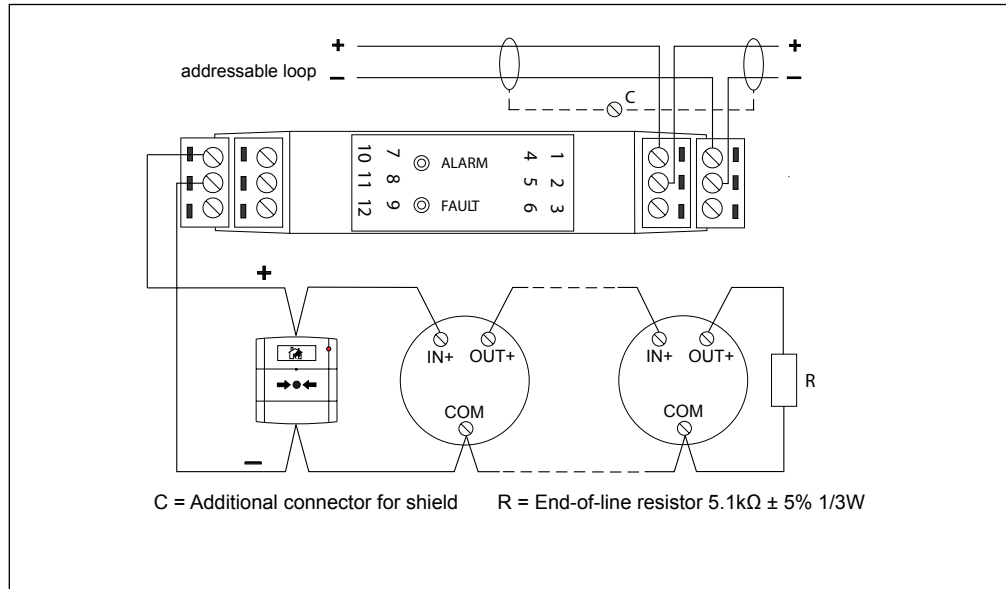 + +
addressable loop − −
C
10 7 ALARM 4 1
11 8 5 2
12 9 FAULT 6 3
+
IN+ OUT+ IN+ OUT+
R
COM COM
−
C = Additional connector for shield R = End-of-line resistor 5.1kΩ ± 5% 1/3W